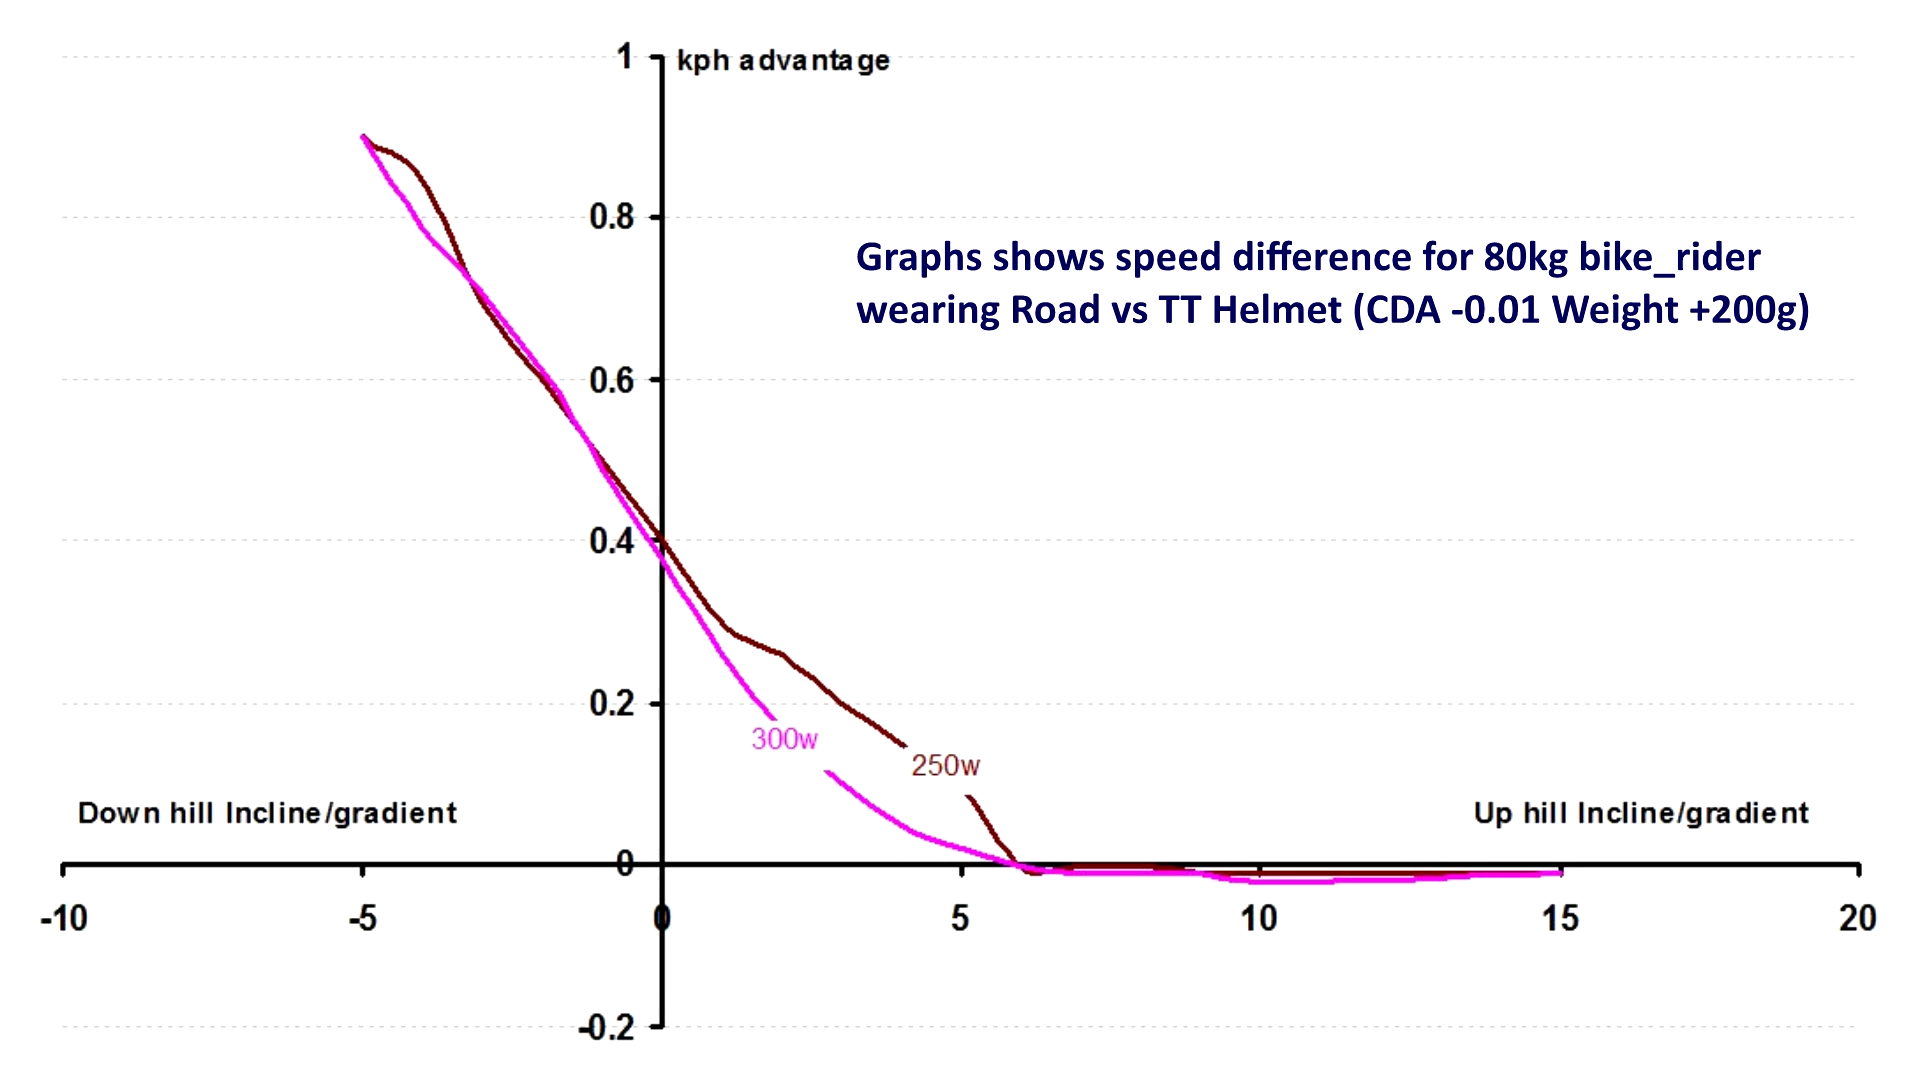 1
kph advantage
0.8
Graphs shows speed difference for 80kg bike_rider
wearing Road vs TT Helmet (CDA -0.01 Weight +200g)
0.6
0.4
0.2
300w
250w
Down hill Incline/gradient
Up hill Incline/gradient
0
-10 -5 0 5 10 15 20
-0.2